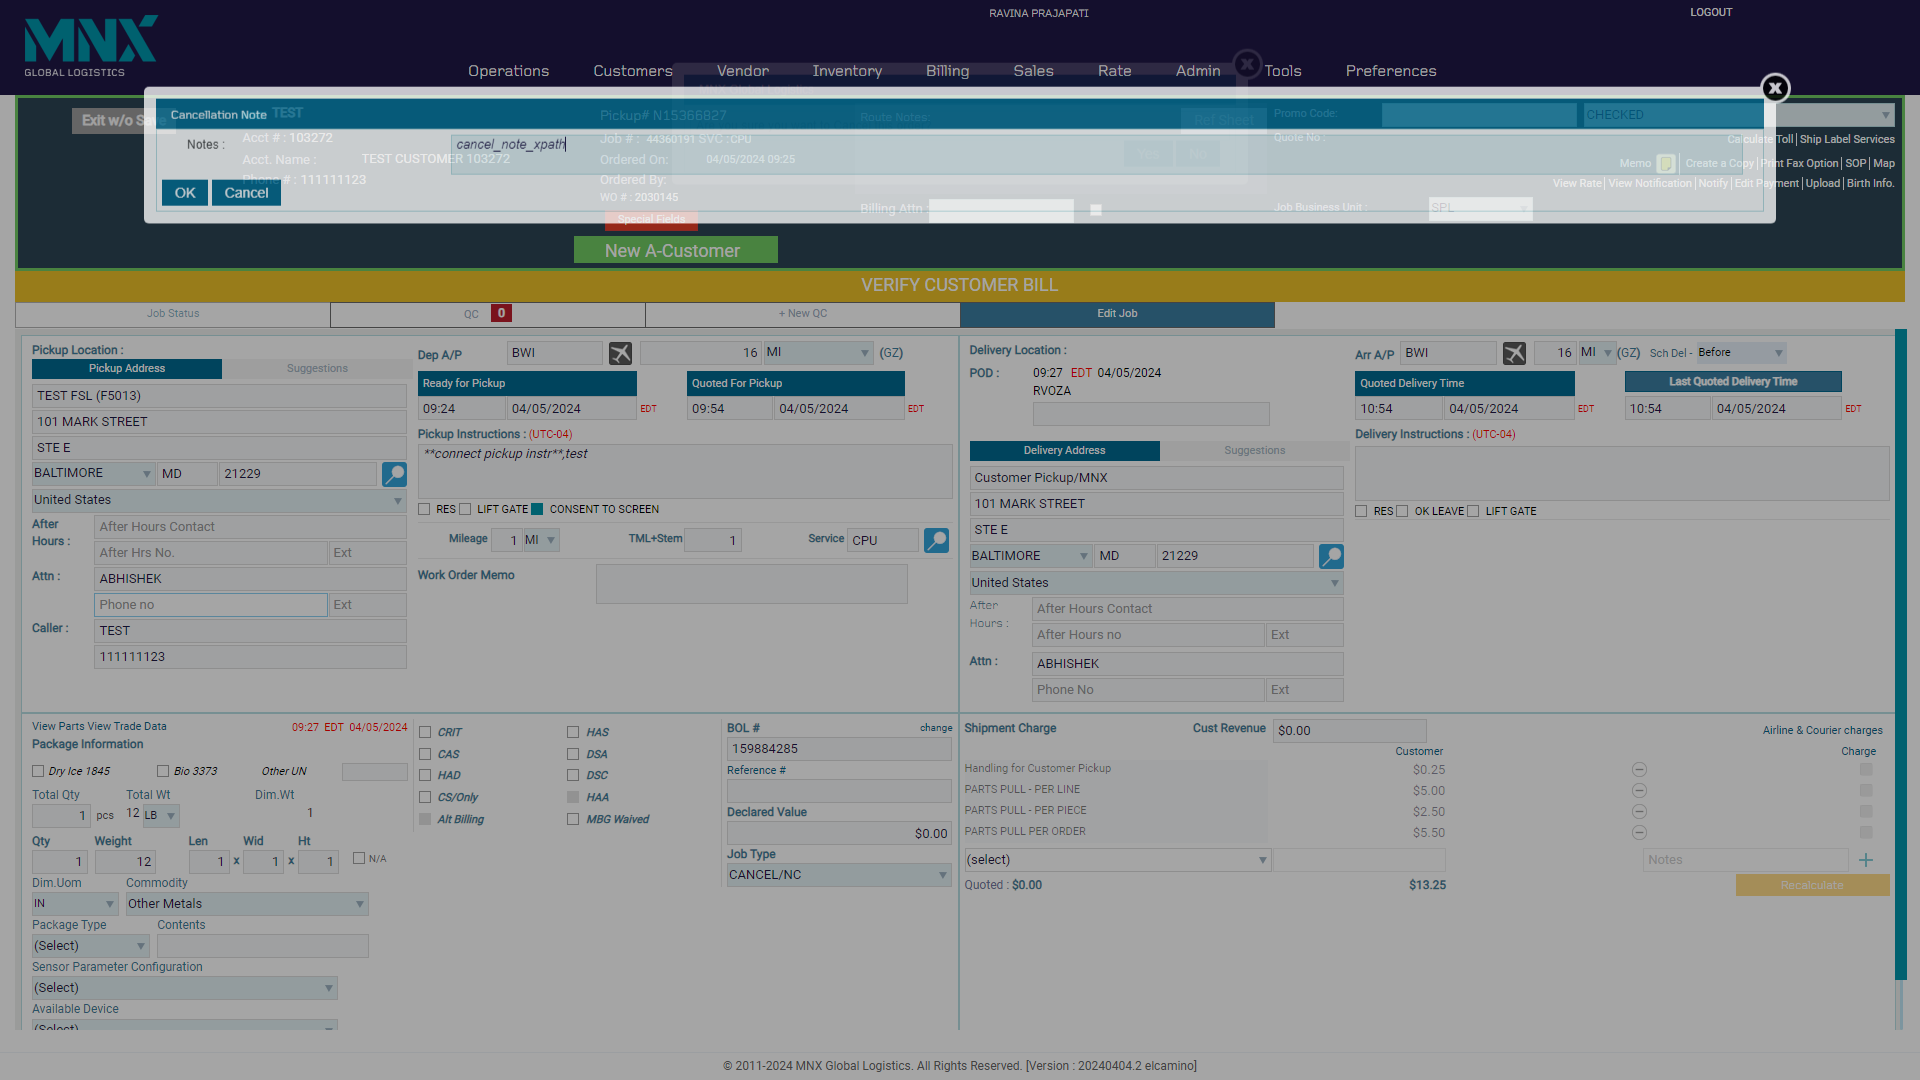 RAVINA PRAJAPATI
LOGOUT
MNX
GLOBAL LOGISTICS
Operations Customers Vendor Inventory Billing Sales Rate Admin Tools Preferences
Cancellation Note
Exit w/o Save
TEST
Pickup# N15366827
Route Notes:
Ref Sheet
Promo Code:
CHECKED
Notes :
cancel_note_xpath
Acct # : 103272
Job # : 44360191 SVC : CPU
Quote No :
Calculate Toll| Ship Label Services
Acct. Name : TEST CUSTOMER 103272
Ordered On: 04/05/2024 09:25
Yes No
Memo Create a Copy| Print Fax Option| SOP| Map
Phone # : 111111123
Ordered By:
View Rate| View Notification| Notify| Edit Payment| Upload| Birth Info.
OK Cancel
WO # : 2030145
Billing Attn :
Job Business Unit :
SPL
Special Fields
New A-Customer
VERIFY CUSTOMER BILL
Job Status
QC 0
+ New QC
Edit Job
Pickup Location :
Pickup Address
Suggestions
TEST FSL (F5013)
101 MARK STREET
STE E
BALTIMORE MD 21229
United States
After Hours :
After Hours Contact
After Hrs No. Ext
Attn :
ABHISHEK
Phone no Ext
Caller :
TEST
111111123
Dep A/P BWI 16 MI (GZ)
Ready for Pickup
Quoted For Pickup
09:24 04/05/2024 EDT
09:54 04/05/2024 EDT
Pickup Instructions : (UTC-04)
**connect pickup instr**,test
RES LIFT GATE CONSENT TO SCREEN
Mileage 1 MI TML+Stem 1 Service CPU
Work Order Memo
Delivery Location :
POD : 09:27 EDT 04/05/2024
RVOZA
Delivery Address
Suggestions
Customer Pickup/MNX
101 MARK STREET
STE E
BALTIMORE MD 21229
United States
After Hours :
After Hours Contact
After Hours no Ext
Attn :
ABHISHEK
Phone No Ext
Arr A/P BWI 16 MI (GZ) Sch Del - Before
Quoted Delivery Time
Last Quoted Delivery Time
10:54 04/05/2024 EDT
10:54 04/05/2024 EDT
Delivery Instructions : (UTC-04)
RES OK LEAVE LIFT GATE
View Parts View Trade Data 09:27 EDT 04/05/2024
Package Information
Dry Ice 1845 Bio 3373 Other UN
Total Qty Total Wt Dim.Wt
1 pcs 12 LB 1
Qty Weight Len Wid Ht
1 12 1 x 1 x 1 N/A
Dim.Uom Commodity
IN Other Metals
Package Type Contents
(Select)
Sensor Parameter Configuration
(Select)
Available Device
(Select)
CRIT HAS
CAS DSA
HAD DSC
CS/Only HAA
Alt Billing MBG Waived
BOL # change
159884285
Reference #
Declared Value
$0.00
Job Type
CANCEL/NC
Shipment Charge Cust Revenue $0.00
Airline & Courier charges
Customer Charge
Handling for Customer Pickup $0.25
PARTS PULL - PER LINE $5.00
PARTS PULL - PER PIECE $2.50
PARTS PULL PER ORDER $5.50
(select) Notes
Quoted : $0.00 $13.25
Recalculate
© 2011-2024 MNX Global Logistics. All Rights Reserved. [Version : 20240404.2 elcamino]